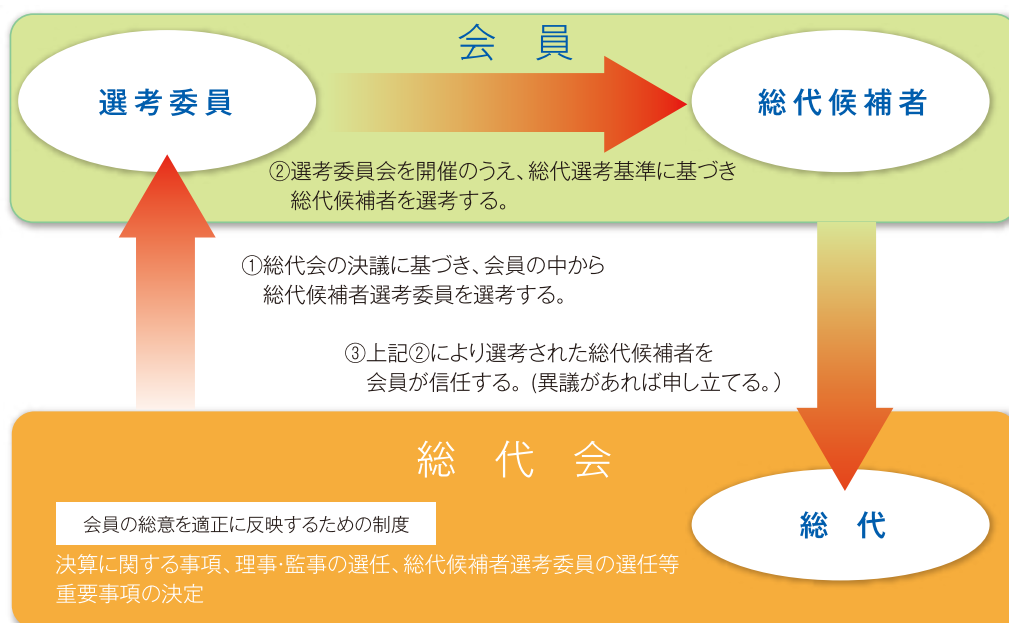 会 員
選考委員
総代候補者
②選考委員会を開催のうえ、総代選考基準に基づき
総代候補者を選考する。
①総代会の決議に基づき、会員の中から
総代候補者選考委員を選考する。
③上記②により選考された総代候補者を
会員が信任する。(異議があれば申し立てる。)
総 代 会
会員の総意を適正に反映するための制度
総 代
決算に関する事項、理事・監事の選任、総代候補者選考委員の選任等
重要事項の決定